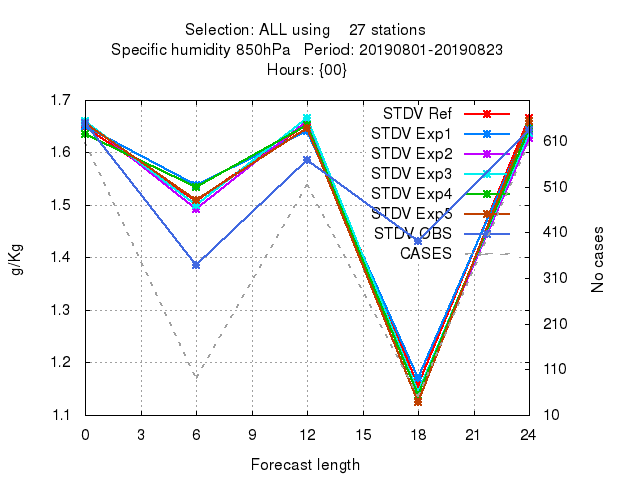 Selection: ALL using    27 stations
Specific humidity 850hPa   Period: 20190801-20190823
Hours: {00}
1.7
1.6
1.5
1.4
1.3
1.2
1.1
g/Kg
STDV Ref
STDV Exp1
STDV Exp2
STDV Exp3
STDV Exp4
STDV Exp5
STDV OBS
CASES
610
510
410
310
210
110
10
No cases
0 3 6 9 12 15 18 21 24
Forecast length